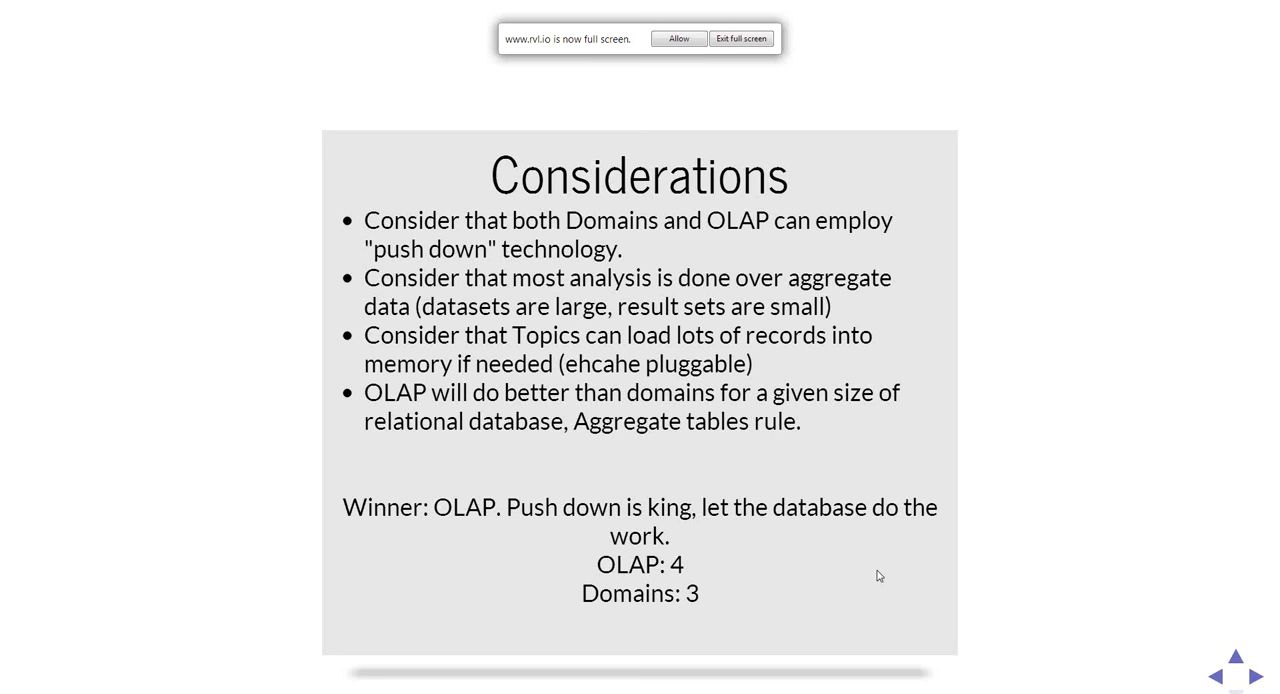 www.rvl.io is now full screen. Allow Exit full screen
Considerations
• Consider that both Domains and OLAP can employ
"push down" technology.
• Consider that most analysis is done over aggregate
data (datasets are large, result sets are small)
• Consider that Topics can load lots of records into
memory if needed (ehcahe pluggable)
• OLAP will do better than domains for a given size of
relational database, Aggregate tables rule.
Winner: OLAP. Push down is king, let the database do the
work.
OLAP: 4
Domains: 3